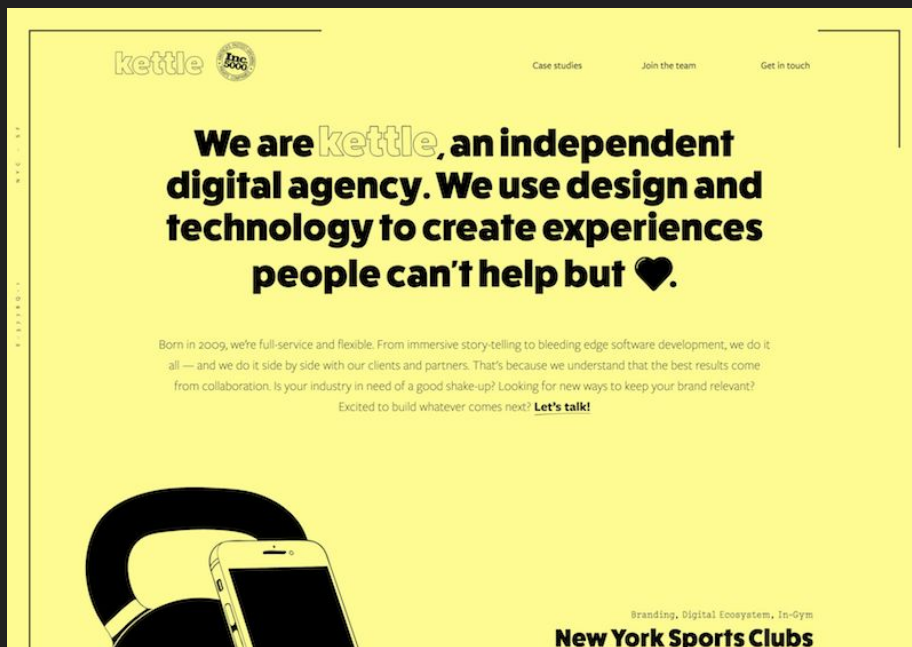 kettle
Inc.
5000
Case studies
Join the team
Get in touch
NYC - SF
We are kettle, an independent
digital agency. We use design and
technology to create experiences
people can't help but 🖤.
Born in 2009, we're full-service and flexible. From immersive story-telling to bleeding edge software development, we do it
all — and we do it side by side with our clients and partners. That's because we understand that the best results come
from collaboration. Is your industry in need of a good shake-up? Looking for new ways to keep your brand relevant?
Excited to build whatever comes next? Let's talk!
Branding, Digital Ecosystem, In-Gym
New York Sports Clubs